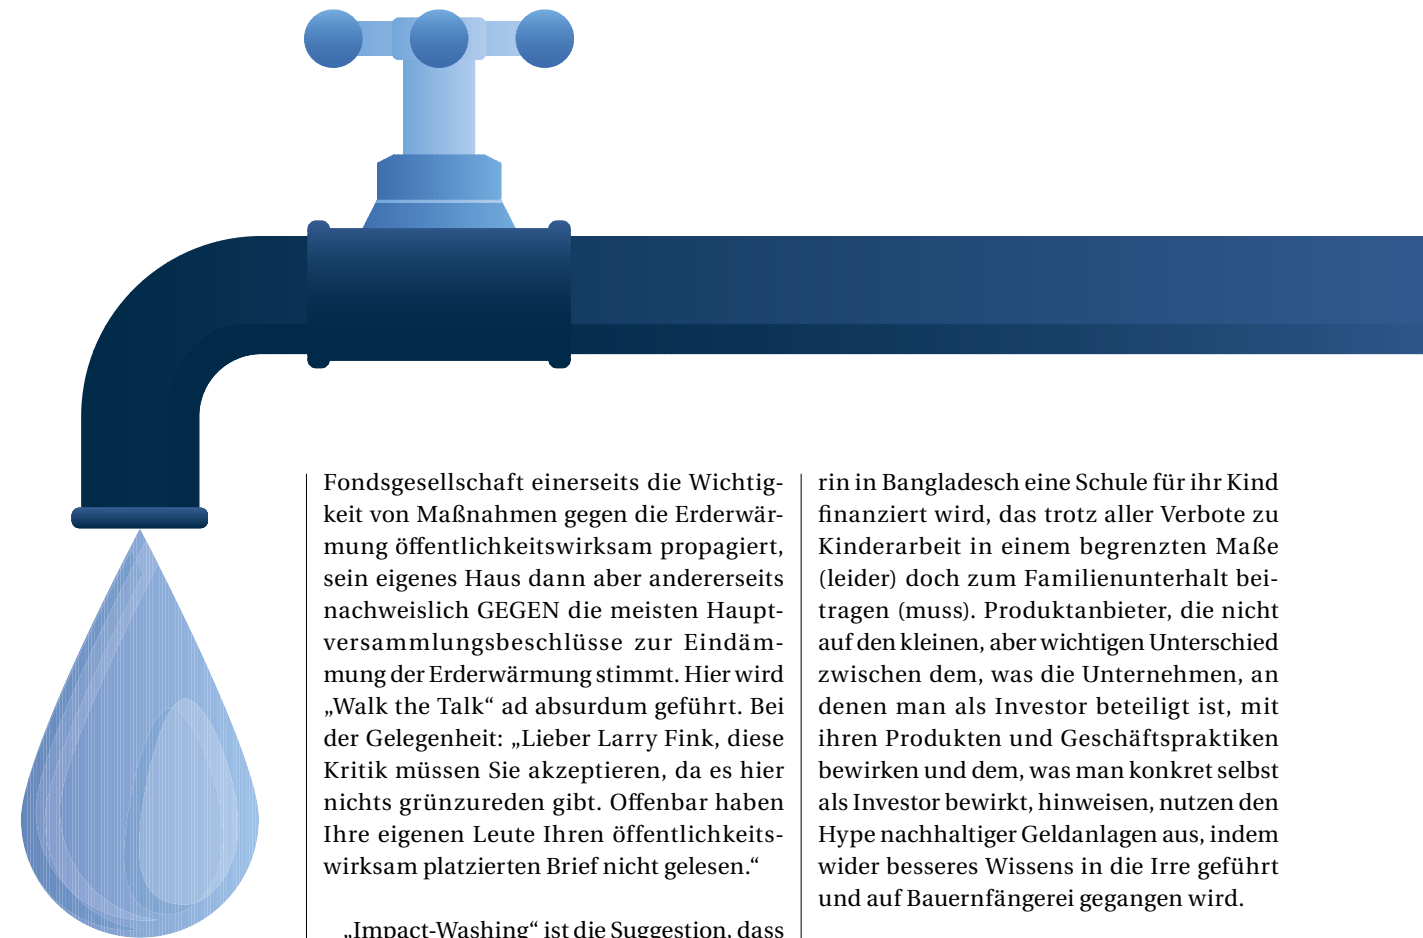 Fondsgesellschaft einerseits die Wichtig-
keit von Maßnahmen gegen die Erderwär-
mung öffentlichkeitswirksam propagiert,
sein eigenes Haus dann aber andererseits
nachweislich GEGEN die meisten Haupt-
versammlungsbeschlüsse zur Eindäm-
mung der Erderwärmung stimmt. Hier wird
„Walk the Talk“ ad absurdum geführt. Bei
der Gelegenheit: „Lieber Larry Fink, diese
Kritik müssen Sie akzeptieren, da es hier
nichts grünzureden gibt. Offenbar haben
Ihre eigenen Leute Ihren öffentlichkeits-
wirksam platzierten Brief nicht gelesen.“
„Impact-Washing“ ist die Suggestion, dass
rin in Bangladesch eine Schule für ihr Kind
finanziert wird, das trotz aller Verbote zu
Kinderarbeit in einem begrenzten Maße
(leider) doch zum Familienunterhalt bei-
tragen (muss). Produktanbieter, die nicht
auf den kleinen, aber wichtigen Unterschied
zwischen dem, was die Unternehmen, an
denen man als Investor beteiligt ist, mit
ihren Produkten und Geschäftspraktiken
bewirken und dem, was man konkret selbst
als Investor bewirkt, hinweisen, nutzen den
Hype nachhaltiger Geldanlagen aus, indem
wider besseres Wissens in die Irre geführt
und auf Bauernfängerei gegangen wird.